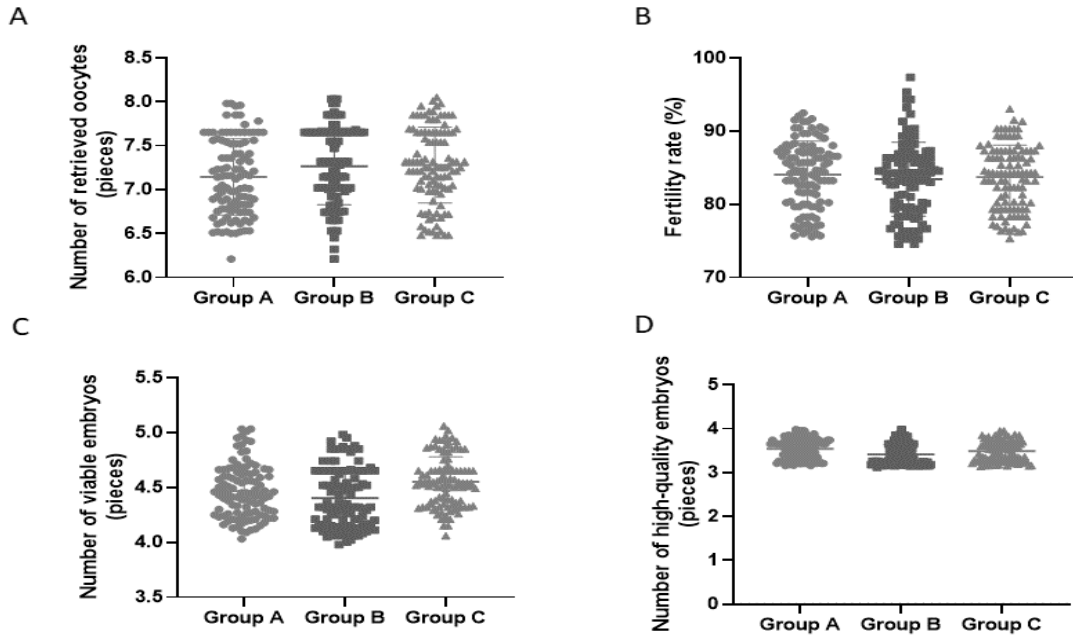 A
Number of retrieved oocytes
(pieces)
8.5
8.0
7.5
7.0
6.5
6.0
Group A Group B Group C
B
Fertility rate (%)
100
90
80
70
Group A Group B Group C
C
Number of viable embryos
(pieces)
5.5
5.0
4.5
4.0
3.5
Group A Group B Group C
D
Number of high-quality embryos
(pieces)
5
4
3
2
1
0
Group A Group B Group C